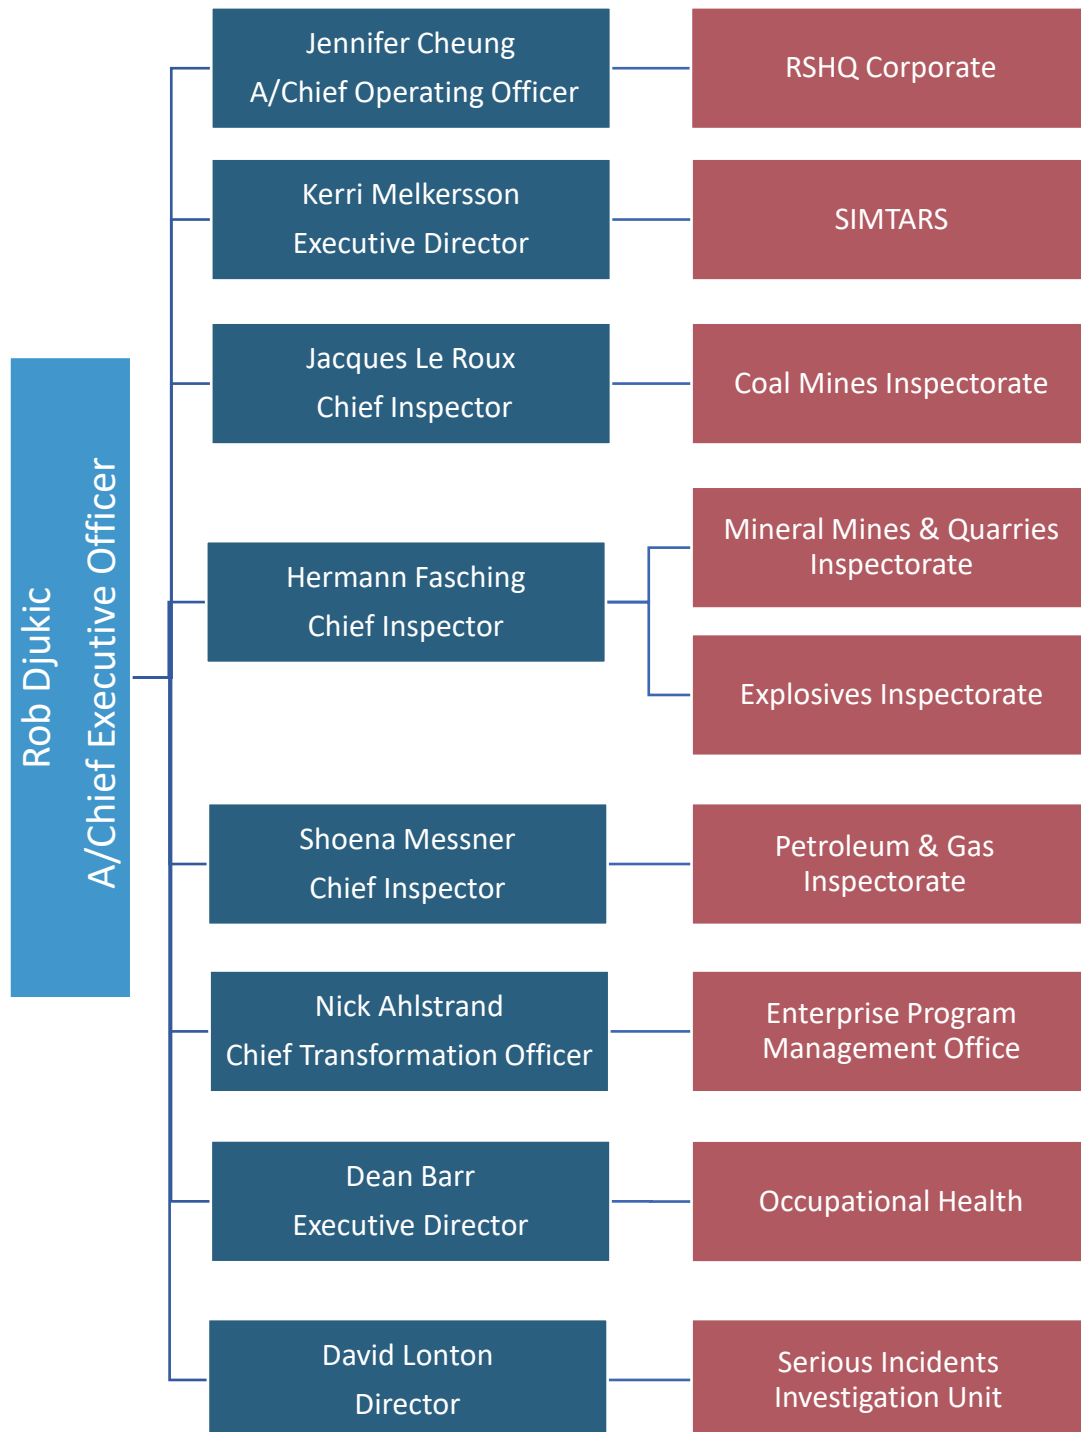 Rob Djukic
A/Chief Executive Officer
Jennifer Cheung
A/Chief Operating Officer
RSHQ Corporate
Kerri Melkersson
Executive Director
SIMTARS
Jacques Le Roux
Chief Inspector
Coal Mines Inspectorate
Hermann Fasching
Chief Inspector
Mineral Mines & Quarries
Inspectorate
Explosives Inspectorate
Shoena Messner
Chief Inspector
Petroleum & Gas
Inspectorate
Nick Ahlstrand
Chief Transformation Officer
Enterprise Program
Management Office
Dean Barr
Executive Director
Occupational Health
David Lonton
Director
Serious Incidents
Investigation Unit